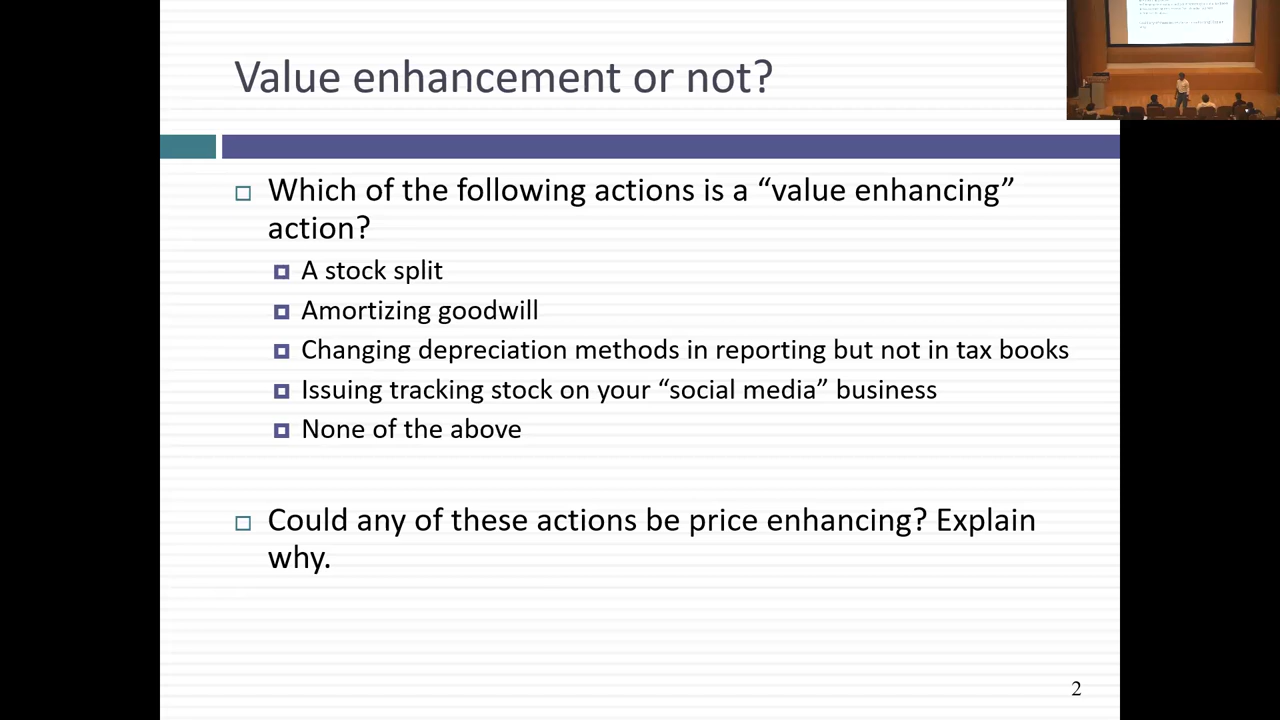 Value enhancement or not?
Which of the following actions is a “value enhancing”
action?
A stock split
Amortizing goodwill
Changing depreciation methods in reporting but not in tax books
Issuing tracking stock on your “social media” business
None of the above
Could any of these actions be price enhancing? Explain
why.
2